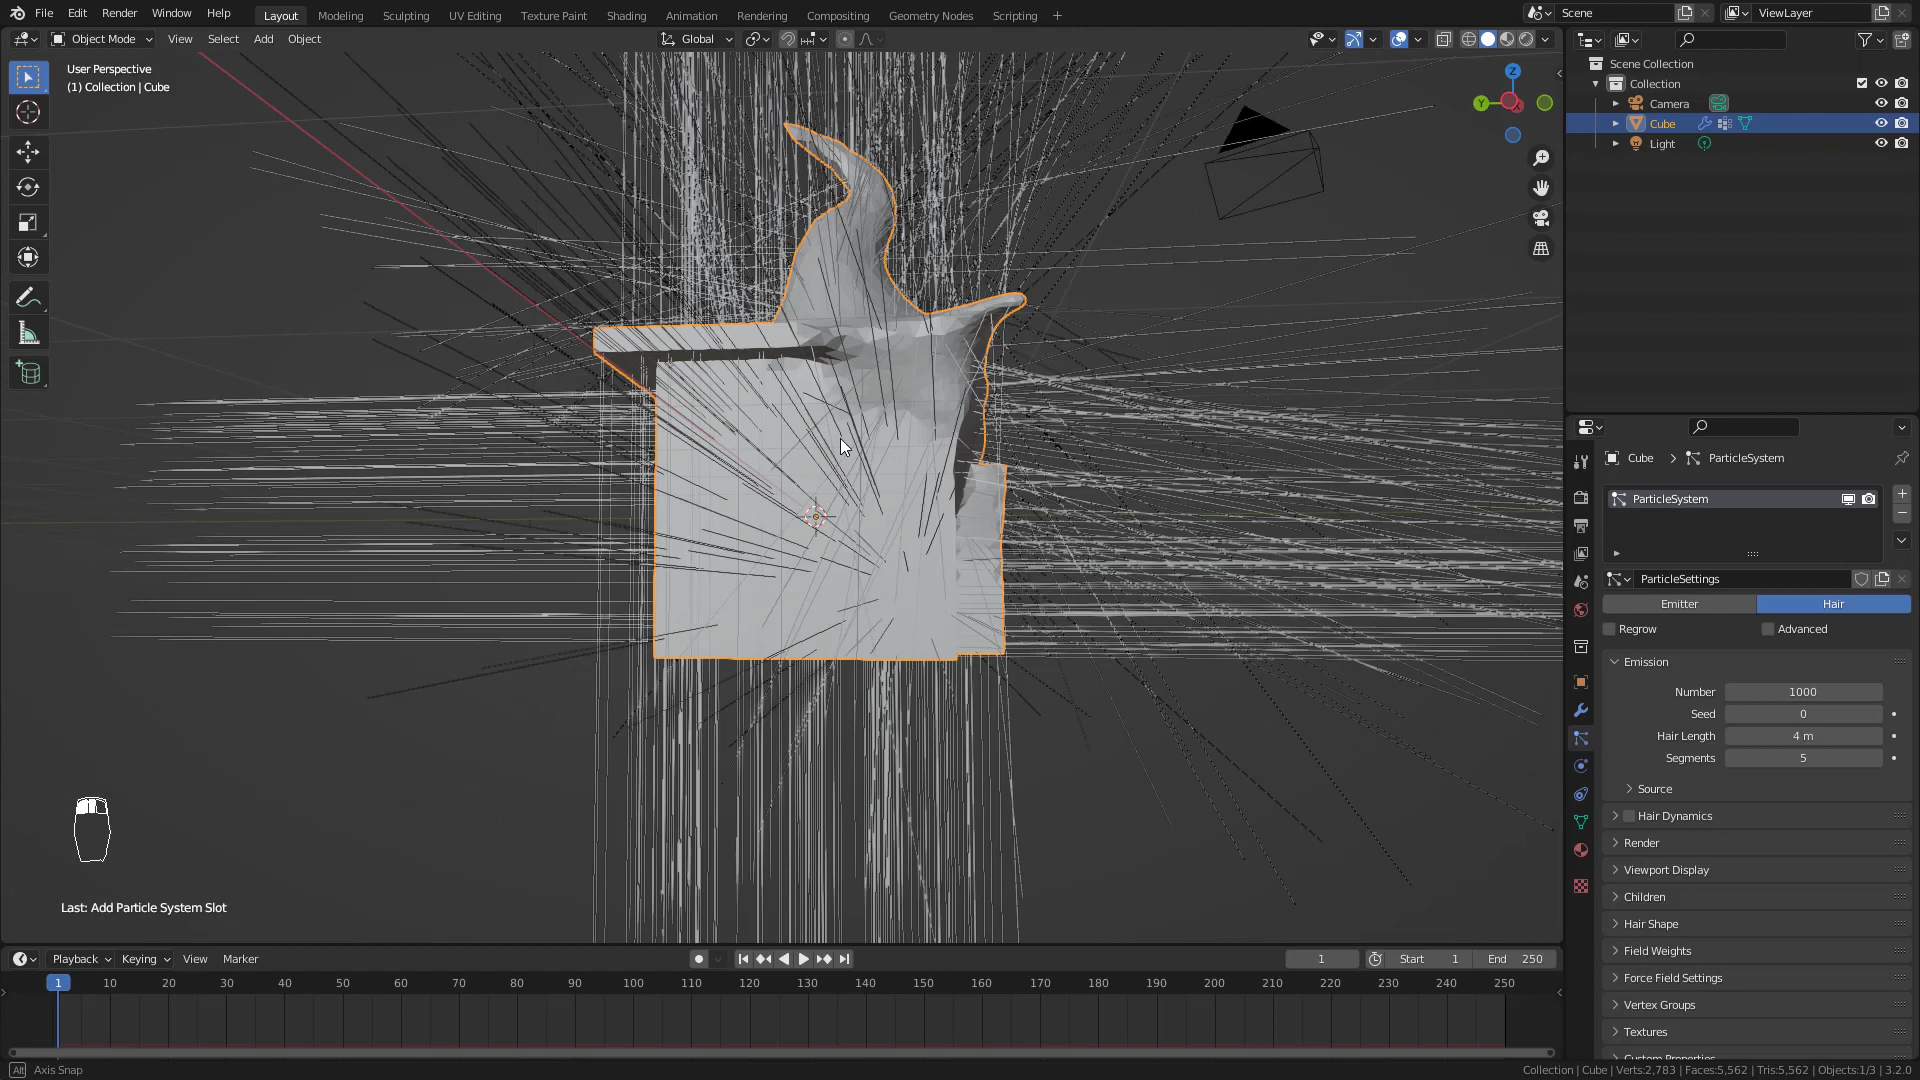 File Edit Render Window Help Layout Modeling Sculpting UV Editing Texture Paint Shading Animation Rendering Compositing Geometry Nodes Scripting + Scene ViewLayer
Object Mode View Select Add Object Global
User Perspective
(1) Collection | Cube
Z
Y
X
Last: Add Particle System Slot
Scene Collection
Collection
Camera
Cube
Light
Cube > ParticleSystem
ParticleSystem
ParticleSettings
Emitter Hair
Regrow Advanced
Emission
Number 1000
Seed 0
Hair Length 4 m
Segments 5
Source
Hair Dynamics
Render
Viewport Display
Children
Hair Shape
Field Weights
Force Field Settings
Vertex Groups
Textures
Custom Properties
Playback Keying View Marker 1 Start 1 End 250
1 10 20 30 40 50 60 70 80 90 100 110 120 130 140 150 160 170 180 190 200 210 220 230 240 250
Alt Axis Snap
Collection | Cube | Verts:2,783 | Faces:5,562 | Tris:5,562 | Objects:1/3 | 3.2.0